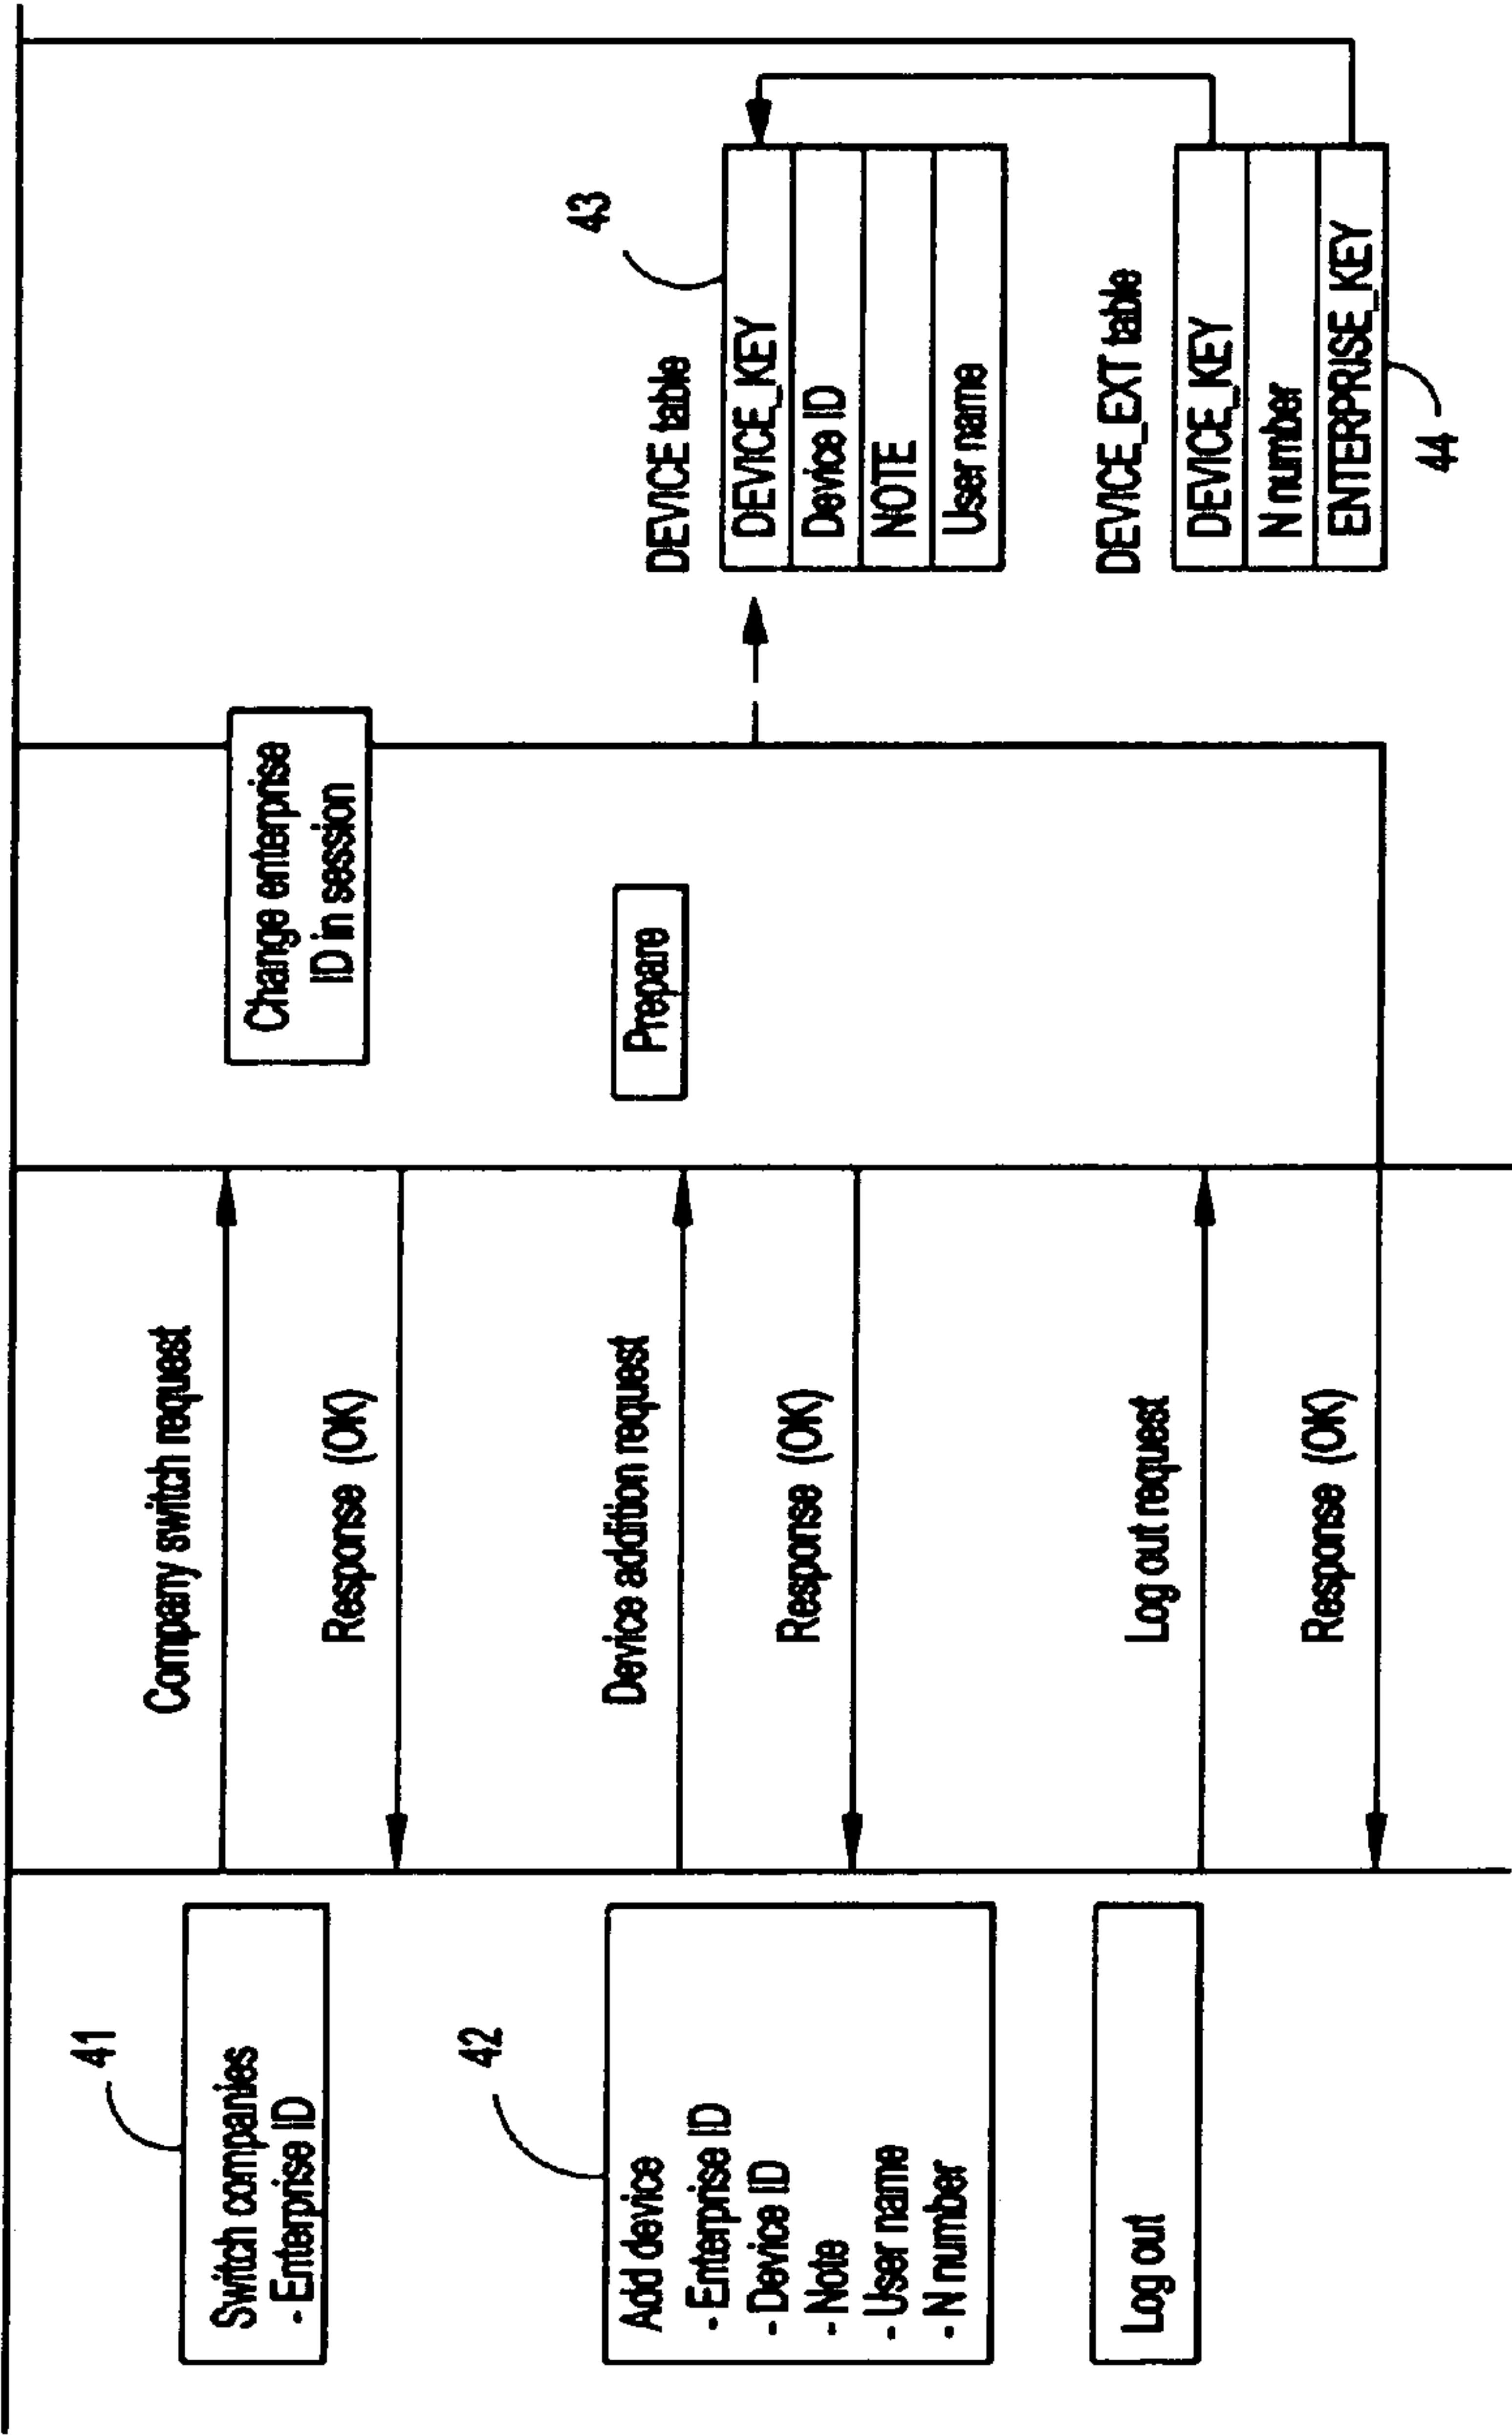 41
Switch companies
- Enterprise ID
Company switch request
Change enterprise
ID in session
Response (OK)
42
Add device
- Enterprise ID
- Device ID
- Note
- User name
- N number
Device addition request
Prepare
Response (OK)
43
DEVICE table
DEVICE_KEY
Device ID
NOTE
User name
Log out
Log out request
Response (OK)
DEVICE_EXT table
DEVICE_KEY
N number
ENTERPRISE_KEY
44